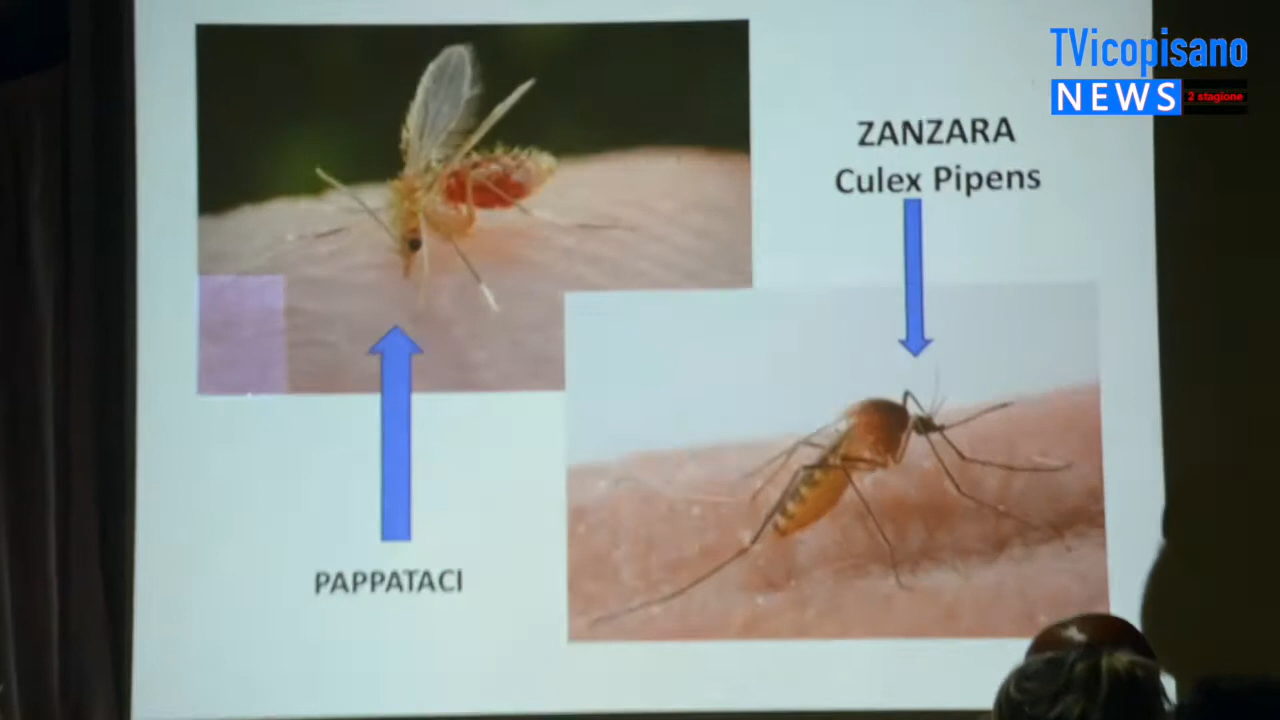 TVicopisano
NEWS 2 stagione
ZANZARA
Culex Pipens
PAPPATACI